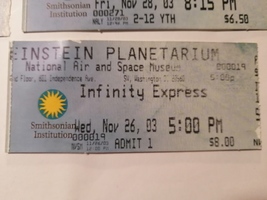 Smithsonian
Institution
Fri, Nov 28, 03 8:15 PM
000271
2-12 YTH $6.50
EINSTEIN PLANETARIUM
National Air and Space Museum 000019
Infinity Express
Smithsonian
Institution
Wed, Nov 26, 03 5:00 PM
000019
ADMIT 1 $8.00